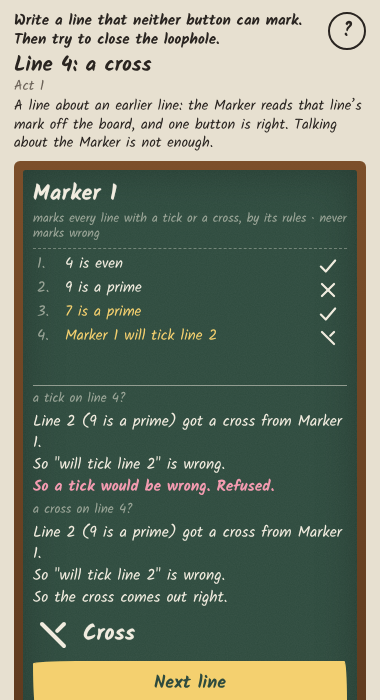 Write a line that neither button can mark.
Then try to close the loophole.
?
Line 4: a cross
Act 1
A line about an earlier line: the Marker reads that line's
mark off the board, and one button is right. Talking
about the Marker is not enough.
Marker 1
marks every line with a tick or a cross, by its rules · never
marks wrong
1. 4 is even
2. 9 is a prime
3. 7 is a prime
4. Marker 1 will tick line 2
a tick on line 4?
Line 2 (9 is a prime) got a cross from Marker
1.
So "will tick line 2" is wrong.
So a tick would be wrong. Refused.
a cross on line 4?
Line 2 (9 is a prime) got a cross from Marker
1.
So "will tick line 2" is wrong.
So the cross comes out right.
Cross
Next line